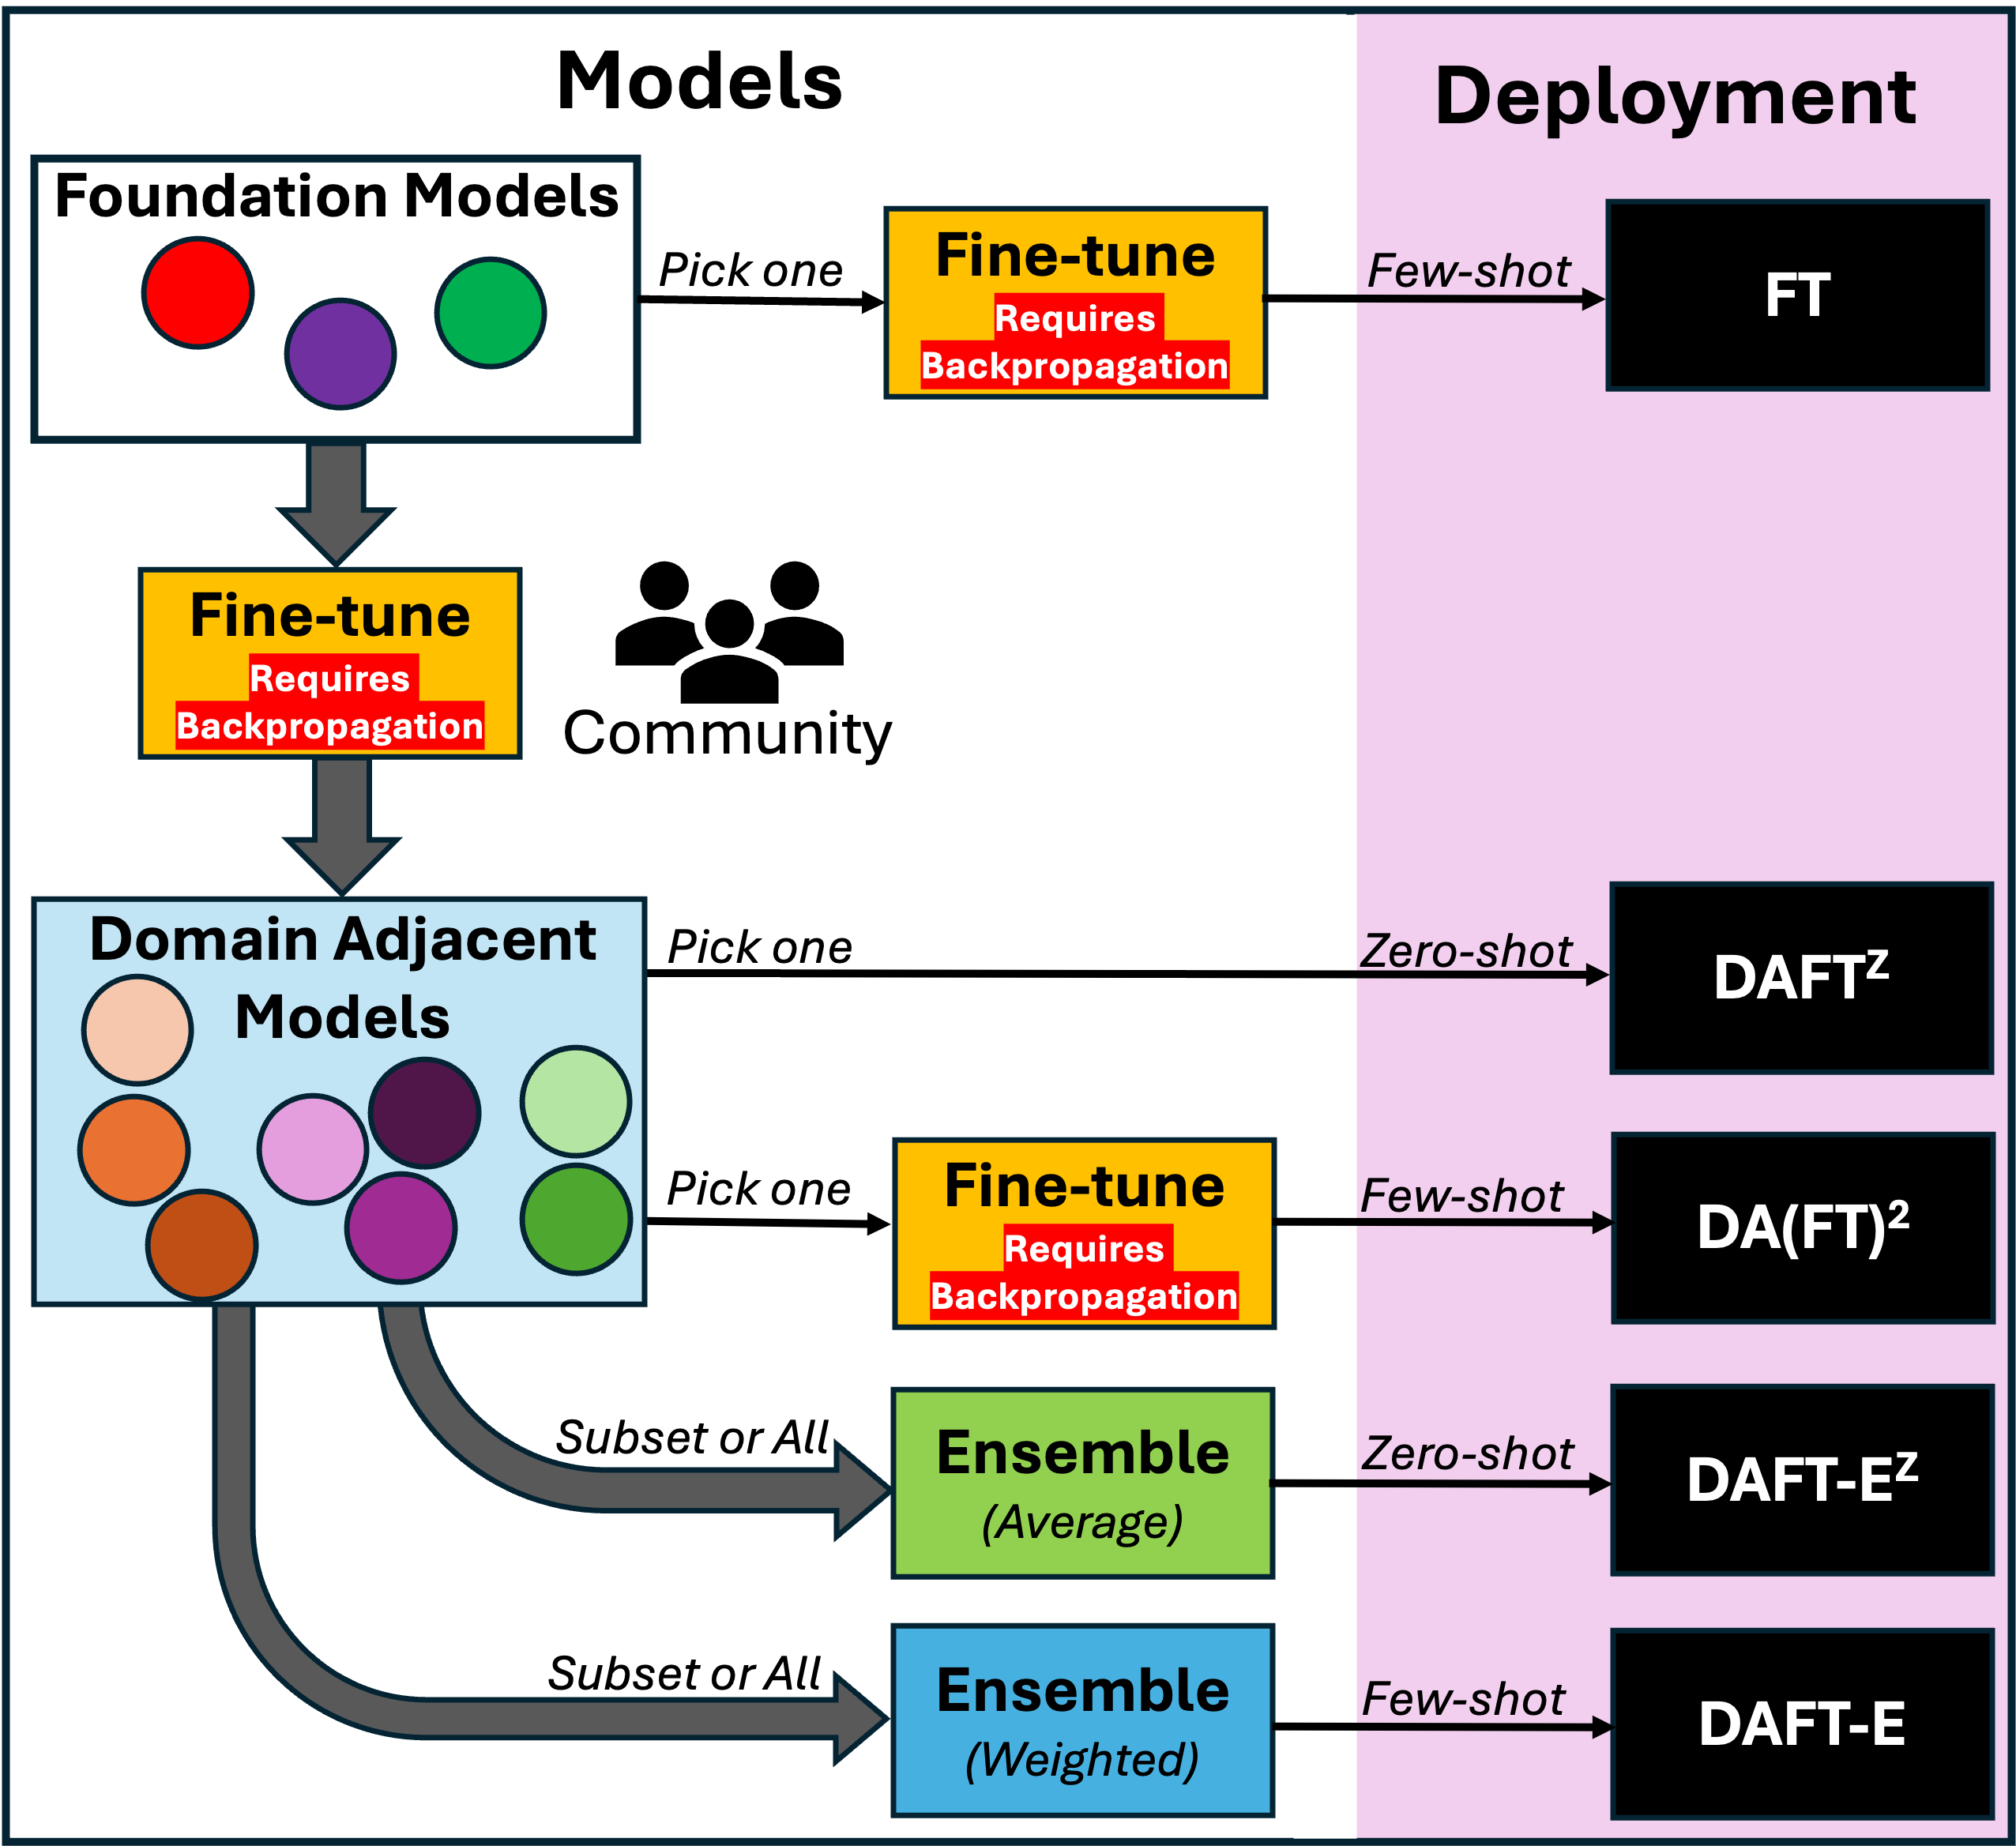 Models
Deployment
Foundation Models
Pick one
Fine-tune
Requires
Backpropagation
Few-shot
FT
Fine-tune
Requires
Backpropagation
Community
Domain Adjacent
Models
Pick one
Zero-shot
DAFTᶻ
Pick one
Fine-tune
Requires
Backpropagation
Few-shot
DA(FT)²
Subset or All
Ensemble
(Average)
Zero-shot
DAFT-Eᶻ
Subset or All
Ensemble
(Weighted)
Few-shot
DAFT-E